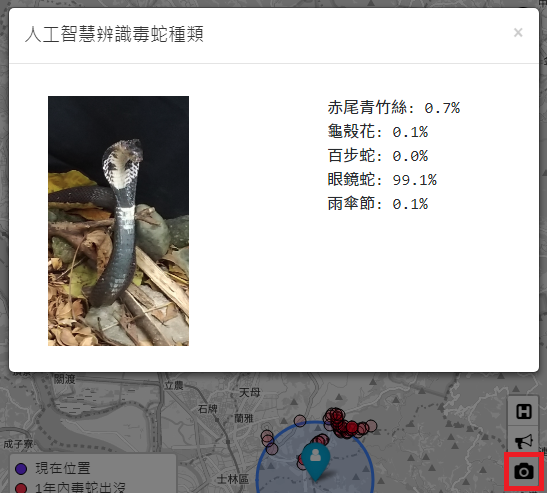 人工智慧辨識毒蛇種類
×
赤尾青竹絲: 0.7%
龜殼花: 0.1%
百步蛇: 0.0%
眼鏡蛇: 99.1%
雨傘節: 0.1%
關渡
立農
天母
石牌
蘭雅
成子寮
士林區
H
現在位置
1年內毒蛇出沒